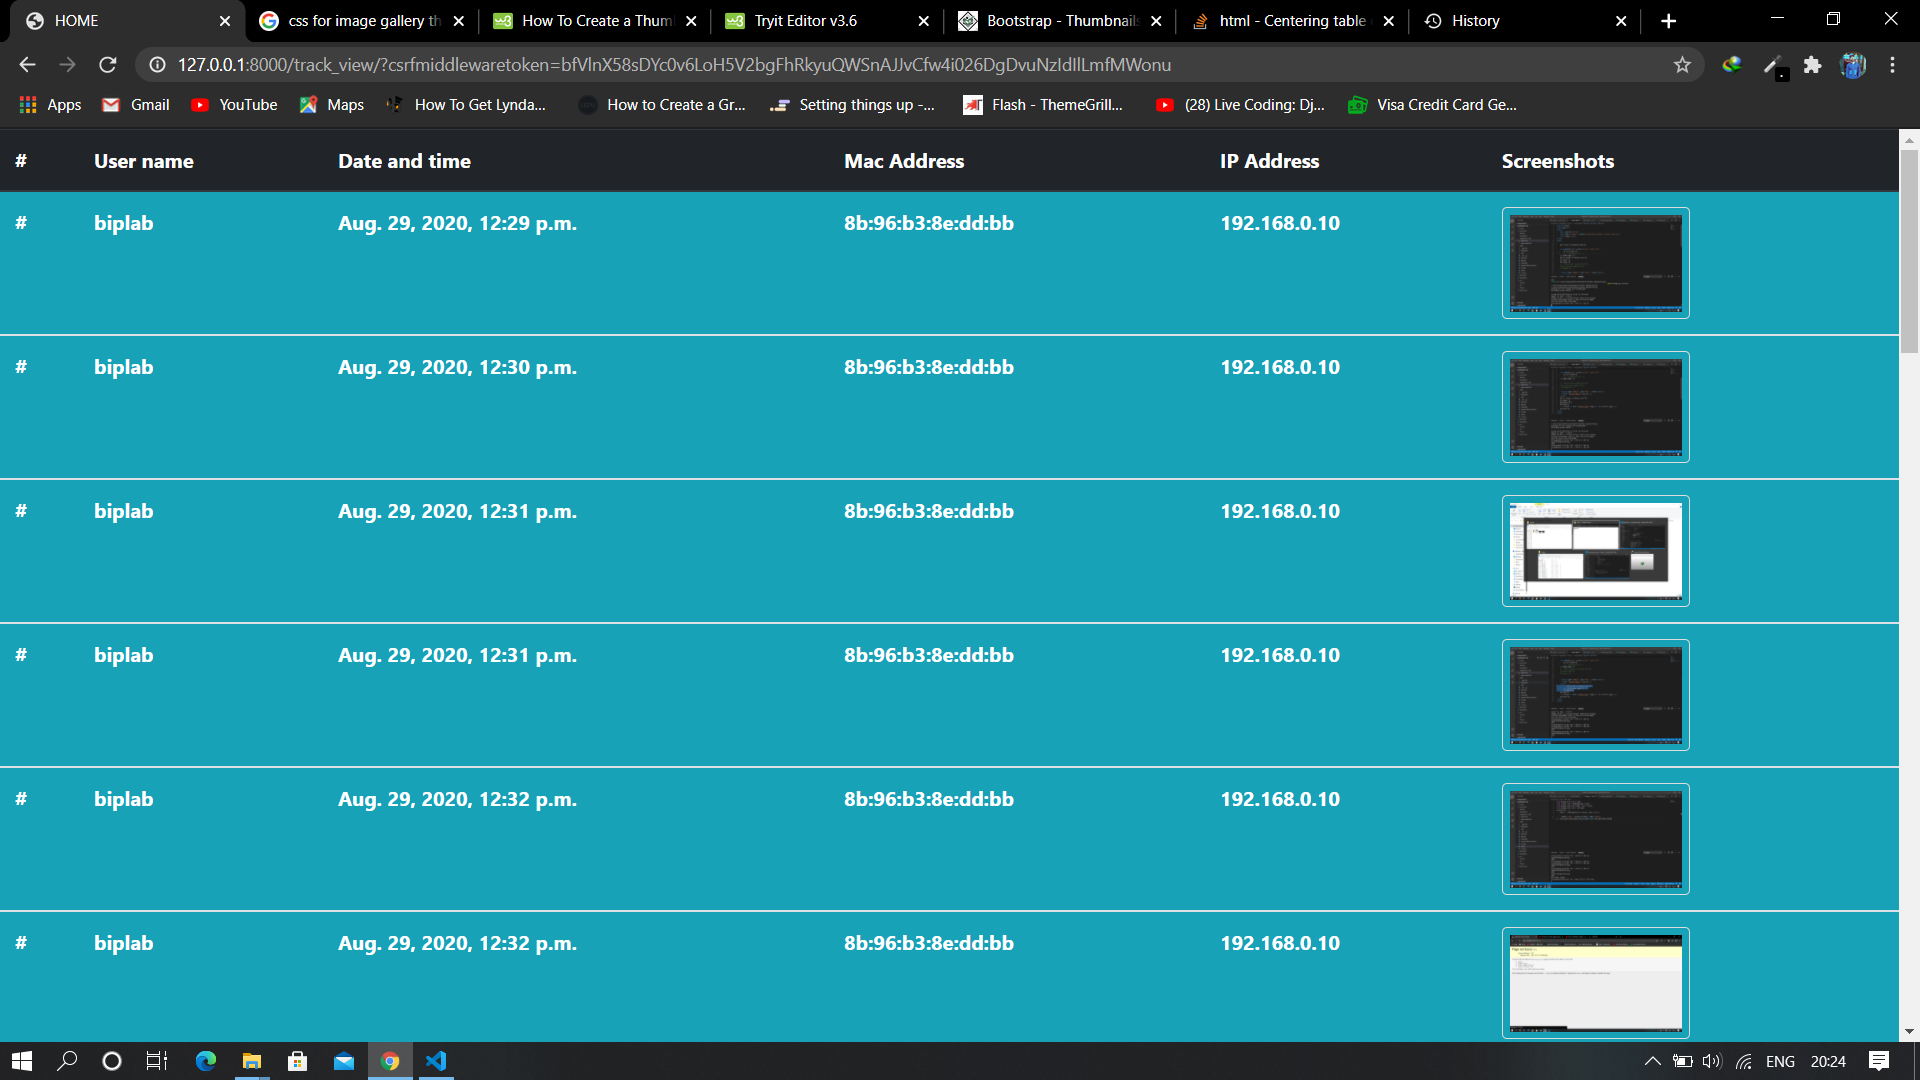 HOME
css for image gallery th
How To Create a Thum
Tryit Editor v3.6
Bootstrap - Thumbnails
html - Centering table
History
127.0.0.1:8000/track_view/?csrfmiddlewaretoken=bfVlnX58sDYc0v6LoH5V2bgFhRkyuQWSnAJJvCfw4i026DgDvuNzIdIlLmfMWonu
Apps
Gmail
YouTube
Maps
How To Get Lynda...
How to Create a Gr...
Setting things up -...
Flash - ThemeGrill...
(28) Live Coding: Dj...
Visa Credit Card Ge...
# User name Date and time Mac Address IP Address Screenshots
# biplab Aug. 29, 2020, 12:29 p.m. 8b:96:b3:8e:dd:bb 192.168.0.10
# biplab Aug. 29, 2020, 12:30 p.m. 8b:96:b3:8e:dd:bb 192.168.0.10
# biplab Aug. 29, 2020, 12:31 p.m. 8b:96:b3:8e:dd:bb 192.168.0.10
# biplab Aug. 29, 2020, 12:31 p.m. 8b:96:b3:8e:dd:bb 192.168.0.10
# biplab Aug. 29, 2020, 12:32 p.m. 8b:96:b3:8e:dd:bb 192.168.0.10
# biplab Aug. 29, 2020, 12:32 p.m. 8b:96:b3:8e:dd:bb 192.168.0.10
ENG 20:24